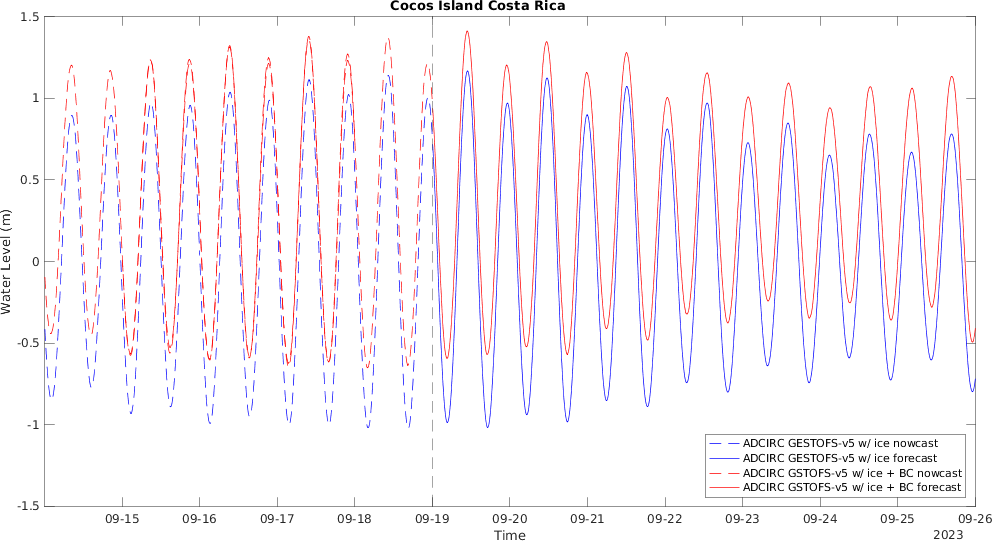 Cocos Island Costa Rica
1.5
1
0.5
0
-0.5
-1
-1.5
Water Level (m)
ADCIRC GESTOFS-v5 w/ ice nowcast
ADCIRC GESTOFS-v5 w/ ice forecast
ADCIRC GSTOFS-v5 w/ ice + BC nowcast
ADCIRC GSTOFS-v5 w/ ice + BC forecast
09-15 09-16 09-17 09-18 09-19 09-20 09-21 09-22 09-23 09-24 09-25 09-26
Time
2023